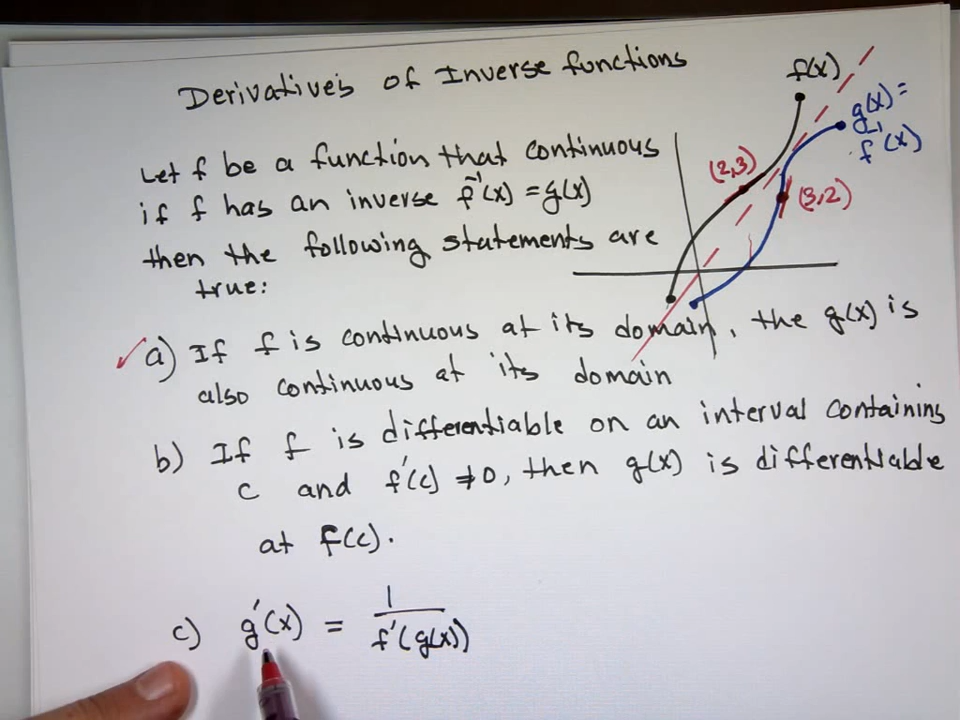 Derivative's of Inverse functions
Let f be a function that continuous
if f has an inverse f⁻¹(x) = g(x)
then the following statements are
true:
f(x)
g(x) =
f⁻¹(x)
(2,3)
(3,2)
✓ a) If f is continuous at its domain, the g(x) is
also continuous at its domain
b) If f is differentiable on an interval containing
c and f'(c) ≠ 0, then g(x) is differentiable
at f(c).
c) g'(x) = 1 / f'(g(x))